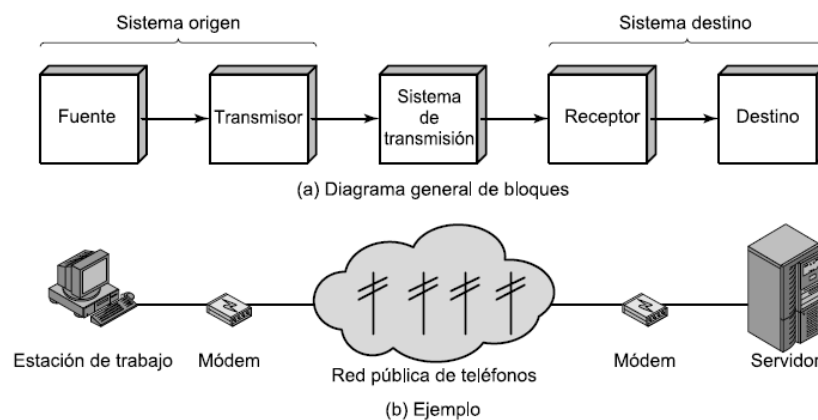 Sistema origen
Sistema destino
Fuente
Transmisor
Sistema
de
transmisión
Receptor
Destino
(a) Diagrama general de bloques
Estación de trabajo
Módem
Red pública de teléfonos
Módem
Servidor
(b) Ejemplo